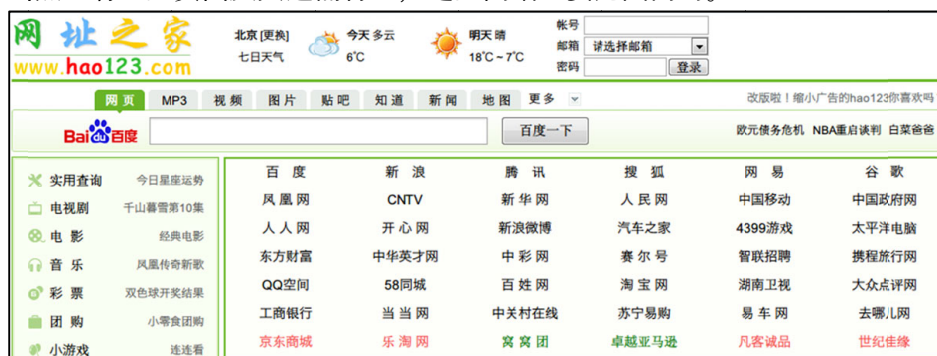 网址之家
www.hao123.com
北京 [更换]
七日天气
今天 多云
6℃
明天 晴
18℃ ~ 7℃
帐号
邮箱 请选择邮箱
密码 登录
网页 MP3 视频 图片 贴吧 知道 新闻 地图 更多
改版啦！缩小广告的hao123你喜欢吗
Bai du 百度 百度一下
欧元债务危机 NBA重启谈判 白菜爸爸
实用查询 今日星座运势
电视剧 千山暮雪第10集
电影 经典电影
音乐 凤凰传奇新歌
彩票 双色球开奖结果
团购 小零食团购
小游戏 连连看
百度 新浪 腾讯 搜狐 网易 谷歌
凤凰网 CNTV 新华网 人民网 中国移动 中国政府网
人人网 开心网 新浪微博 汽车之家 4399游戏 太平洋电脑
东方财富 中华英才网 中彩网 赛尔号 智联招聘 携程旅行网
QQ空间 58同城 百姓网 淘宝网 湖南卫视 大众点评网
工商银行 当当网 中关村在线 苏宁易购 易车网 去哪儿网
京东商城 乐淘网 窝窝团 卓越亚马逊 凡客诚品 世纪佳缘